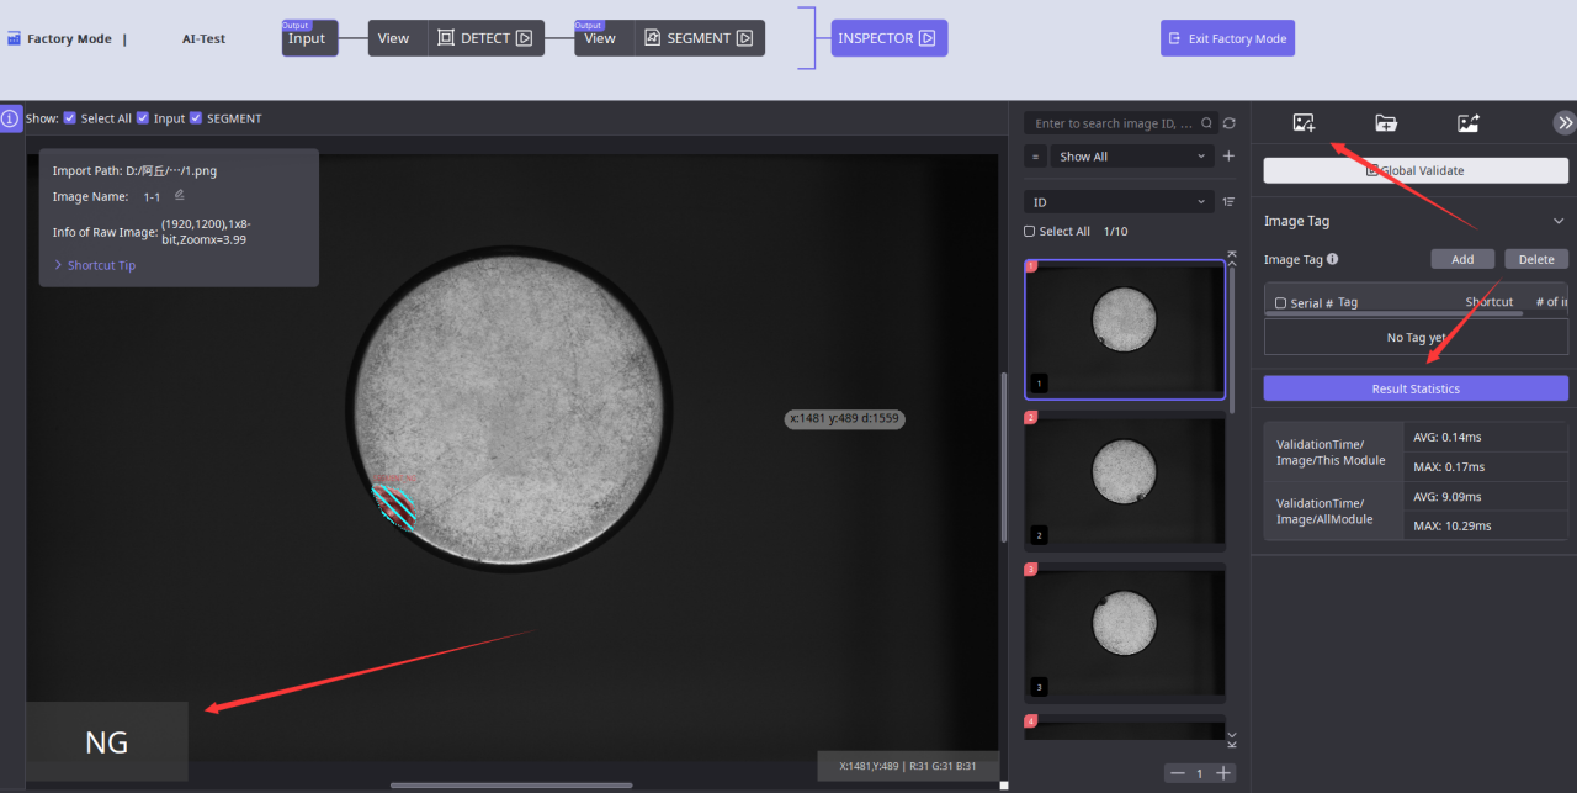 Factory Mode
AI-Test
Output
Input
View
DETECT
Output
View
SEGMENT
INSPECTOR
Exit Factory Mode
Show: Select All Input SEGMENT
Import Path: D:/阿丘/···/1.png
Image Name: 1-1
Info of Raw Image: (1920,1200),1x8-
bit,Zoomx=3.99
Shortcut Tip
x:1481 y:489 d:1559
NG
X:1481,Y:489 | R:31 G:31 B:31
Enter to search image ID, ...
Show All
ID
Select All 1/10
1
1
2
2
3
3
4
1
Global Validate
Image Tag
Image Tag
Add
Delete
Serial # Tag Shortcut # of i
No Tag yet
Result Statistics
ValidationTime/
Image/This Module
AVG: 0.14ms
MAX: 0.17ms
ValidationTime/
Image/AllModule
AVG: 9.09ms
MAX: 10.29ms